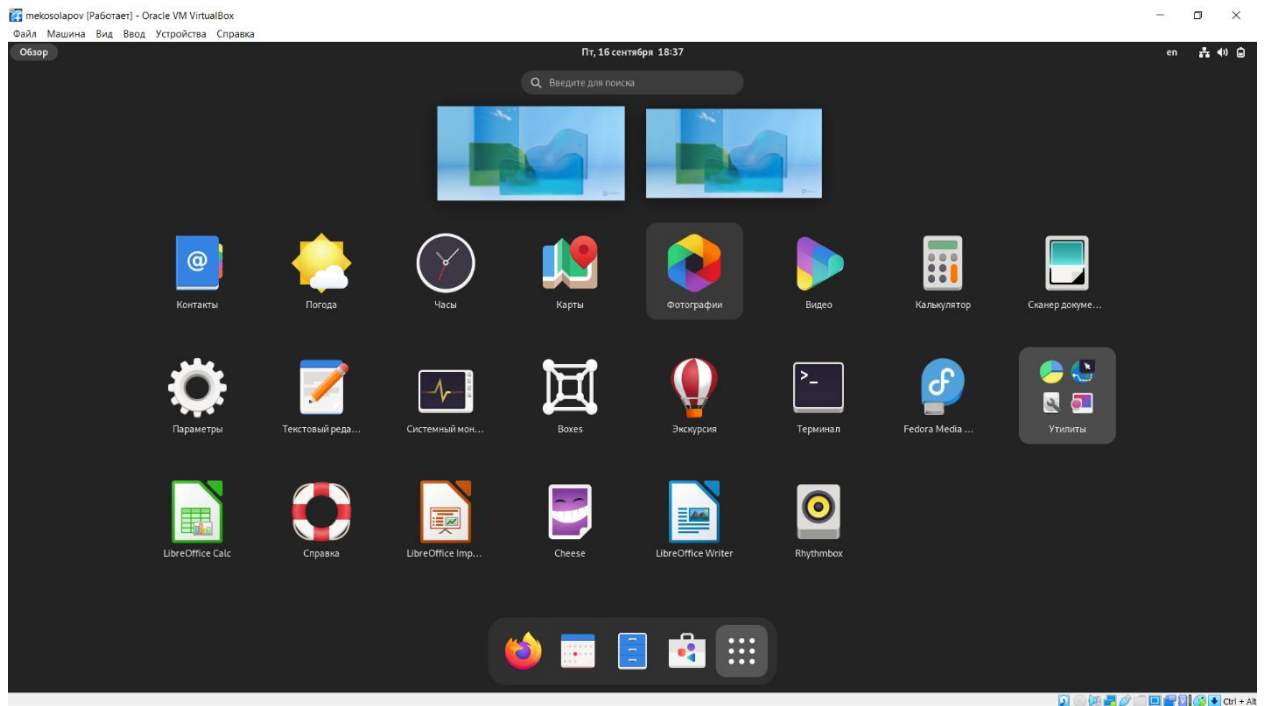 mekosolapov [Работает] - Oracle VM VirtualBox
Файл Машина Вид Ввод Устройства Справка
Обзор Пт, 16 сентября 18:37 en
Введите для поиска
Контакты Погода Часы Карты Фотографии Видео Калькулятор Сканер докуме...
Параметры Текстовый реда... Системный мон... Boxes Экскурсия Терминал Fedora Media ... Утилиты
LibreOffice Calc Справка LibreOffice Imp... Cheese LibreOffice Writer Rhythmbox
Ctrl + Alt